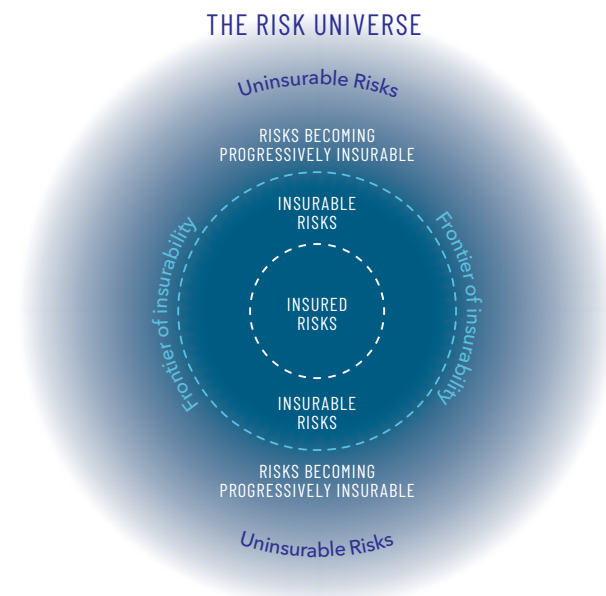 THE RISK UNIVERSE
Uninsurable Risks
RISKS BECOMING
PROGRESSIVELY INSURABLE
INSURABLE
RISKS
Frontier of insurability
Frontier of insurability
INSURED
RISKS
INSURABLE
RISKS
RISKS BECOMING
PROGRESSIVELY INSURABLE
Uninsurable Risks